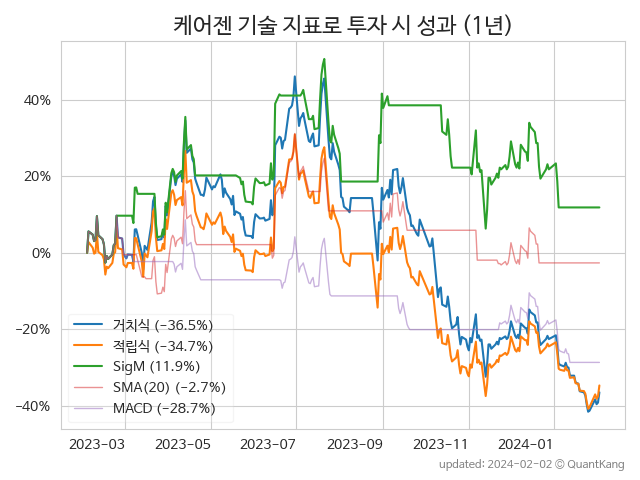 케어젠 기술 지표로 투자 시 성과 (1년)
40%
20%
0%
−20%
−40%
거치식 (−36.5%)
적립식 (−34.7%)
SigM (11.9%)
SMA(20) (−2.7%)
MACD (−28.7%)
2023−03 2023−05 2023−07 2023−09 2023−11 2024−01
updated: 2024−02−02 © QuantKang